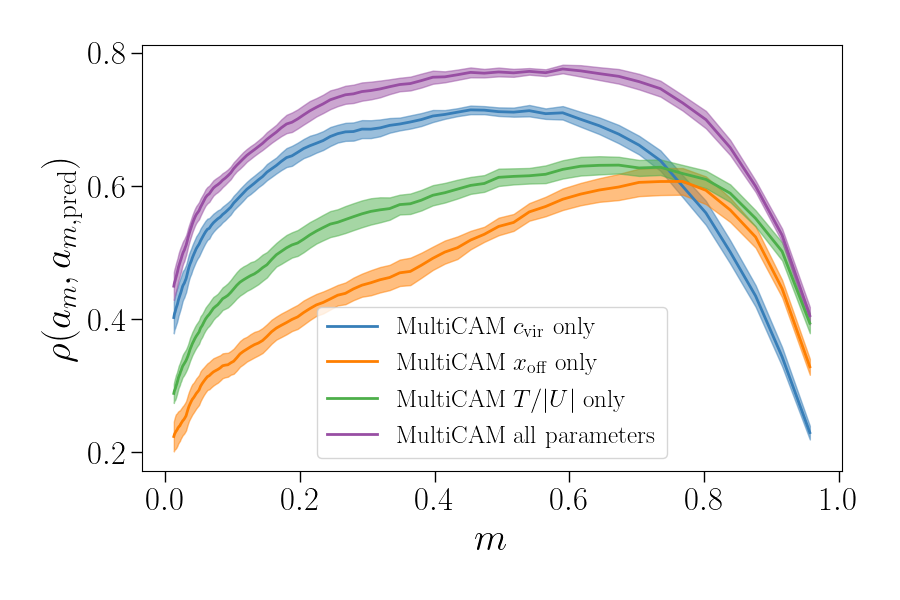 0.8
0.6
0.4
0.2
ρ(a_m, a_{m,pred})
MultiCAM c_vir only
MultiCAM x_off only
MultiCAM T/|U| only
MultiCAM all parameters
0.0 0.2 0.4 0.6 0.8 1.0
m